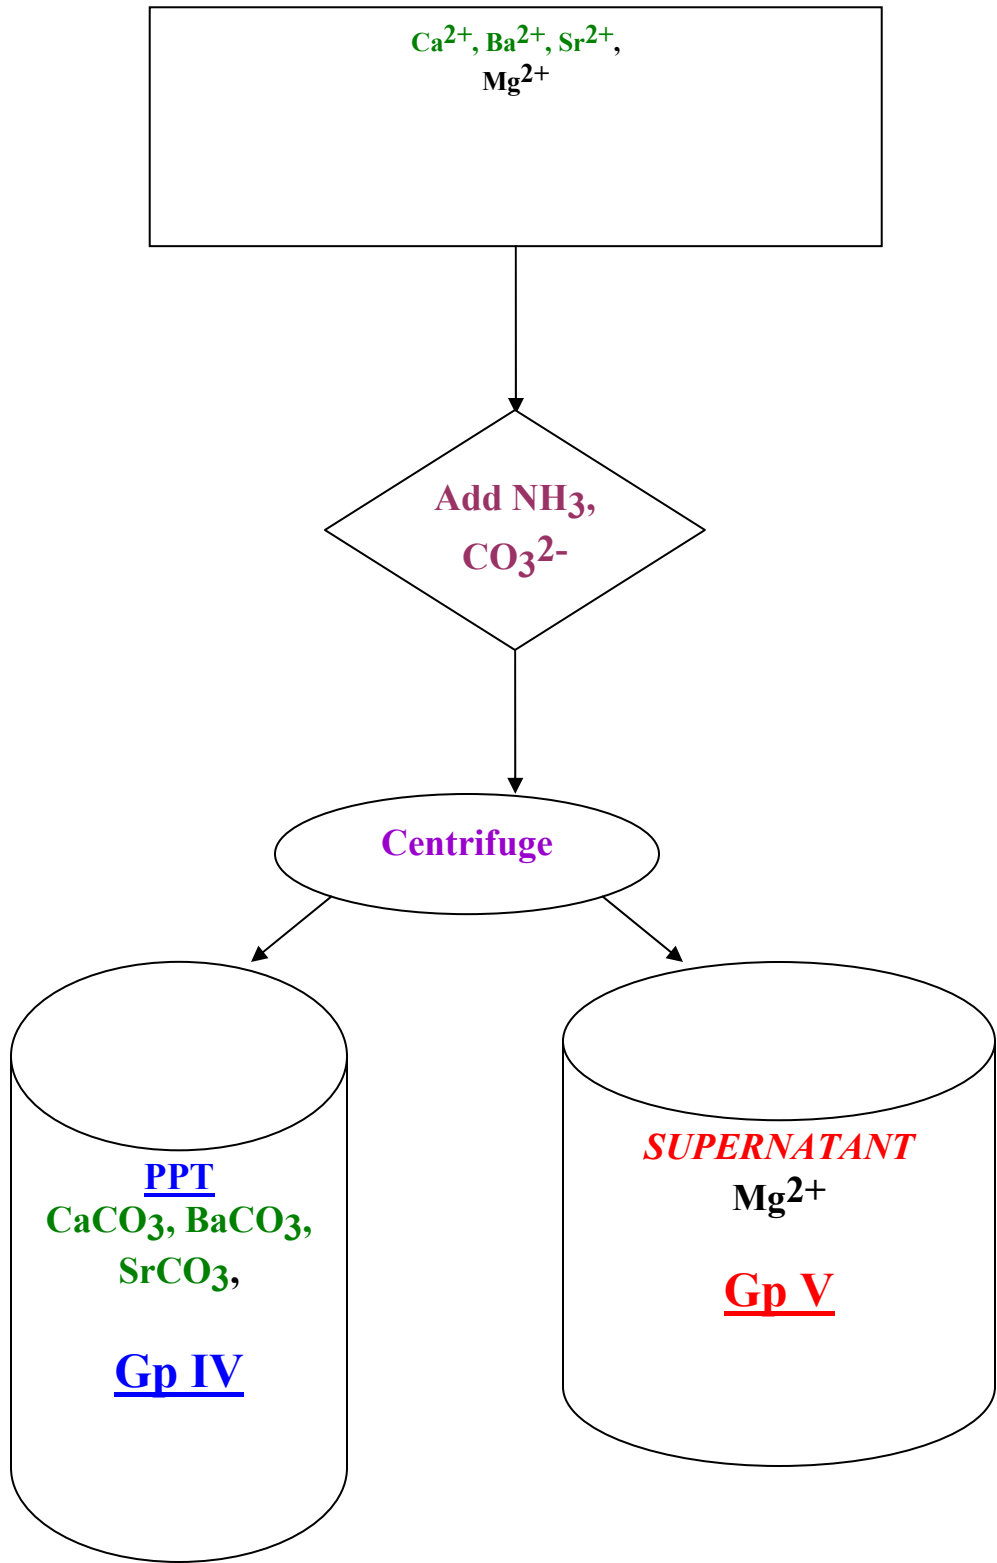 Ca2+, Ba2+, Sr2+,
Mg2+
Add NH3,
CO32-
Centrifuge
PPT
CaCO3, BaCO3,
SrCO3,
Gp IV
SUPERNATANT
Mg2+
Gp V